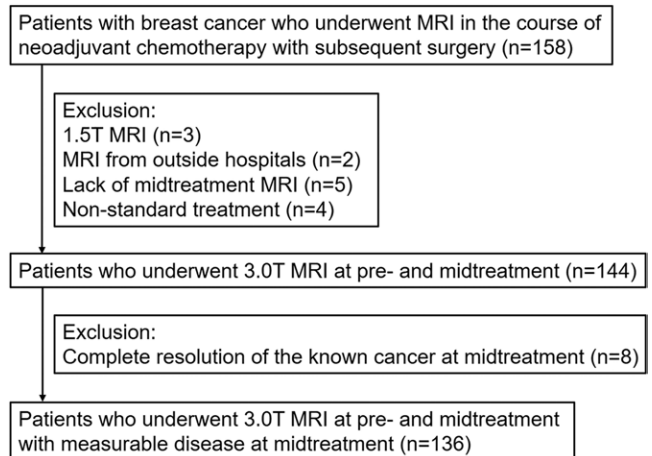 Patients with breast cancer who underwent MRI in the course of
neoadjuvant chemotherapy with subsequent surgery (n=158)
Exclusion:
1.5T MRI (n=3)
MRI from outside hospitals (n=2)
Lack of midtreatment MRI (n=5)
Non-standard treatment (n=4)
Patients who underwent 3.0T MRI at pre- and midtreatment (n=144)
Exclusion:
Complete resolution of the known cancer at midtreatment (n=8)
Patients who underwent 3.0T MRI at pre- and midtreatment
with measurable disease at midtreatment (n=136)